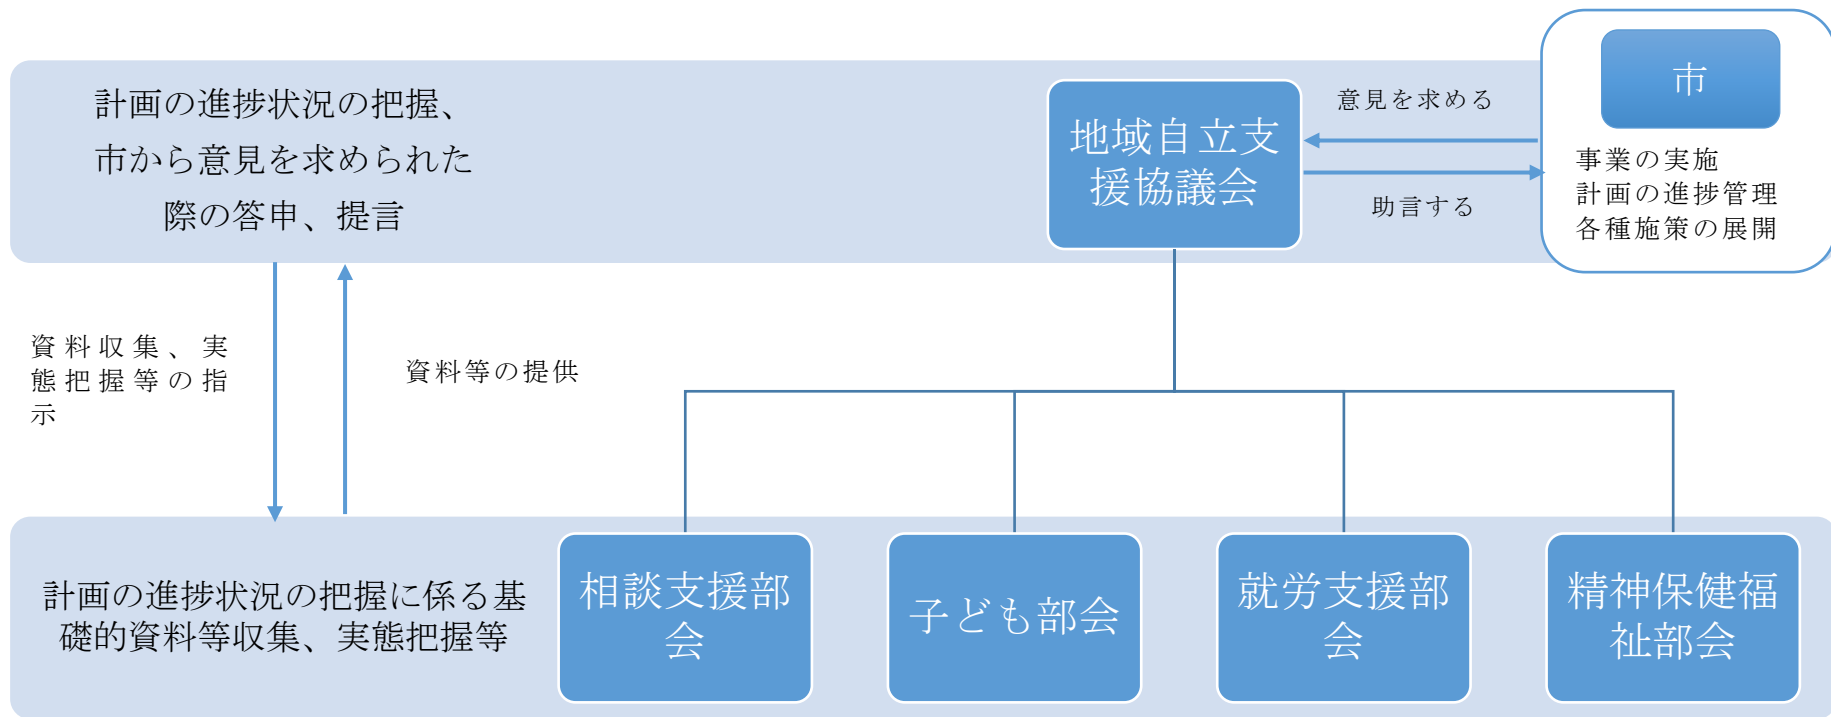 計画の進捗状況の把握、
市から意見を求められた
際の答申、提言
地域自立支
援協議会
意見を求める
助言する
市
事業の実施
計画の進捗管理
各種施策の展開
資料収集、実
態把握等の指
示
資料等の提供
計画の進捗状況の把握に係る基
礎的資料等収集、実態把握等
相談支援部
会
子ども部会
就労支援部
会
精神保健福
祉部会